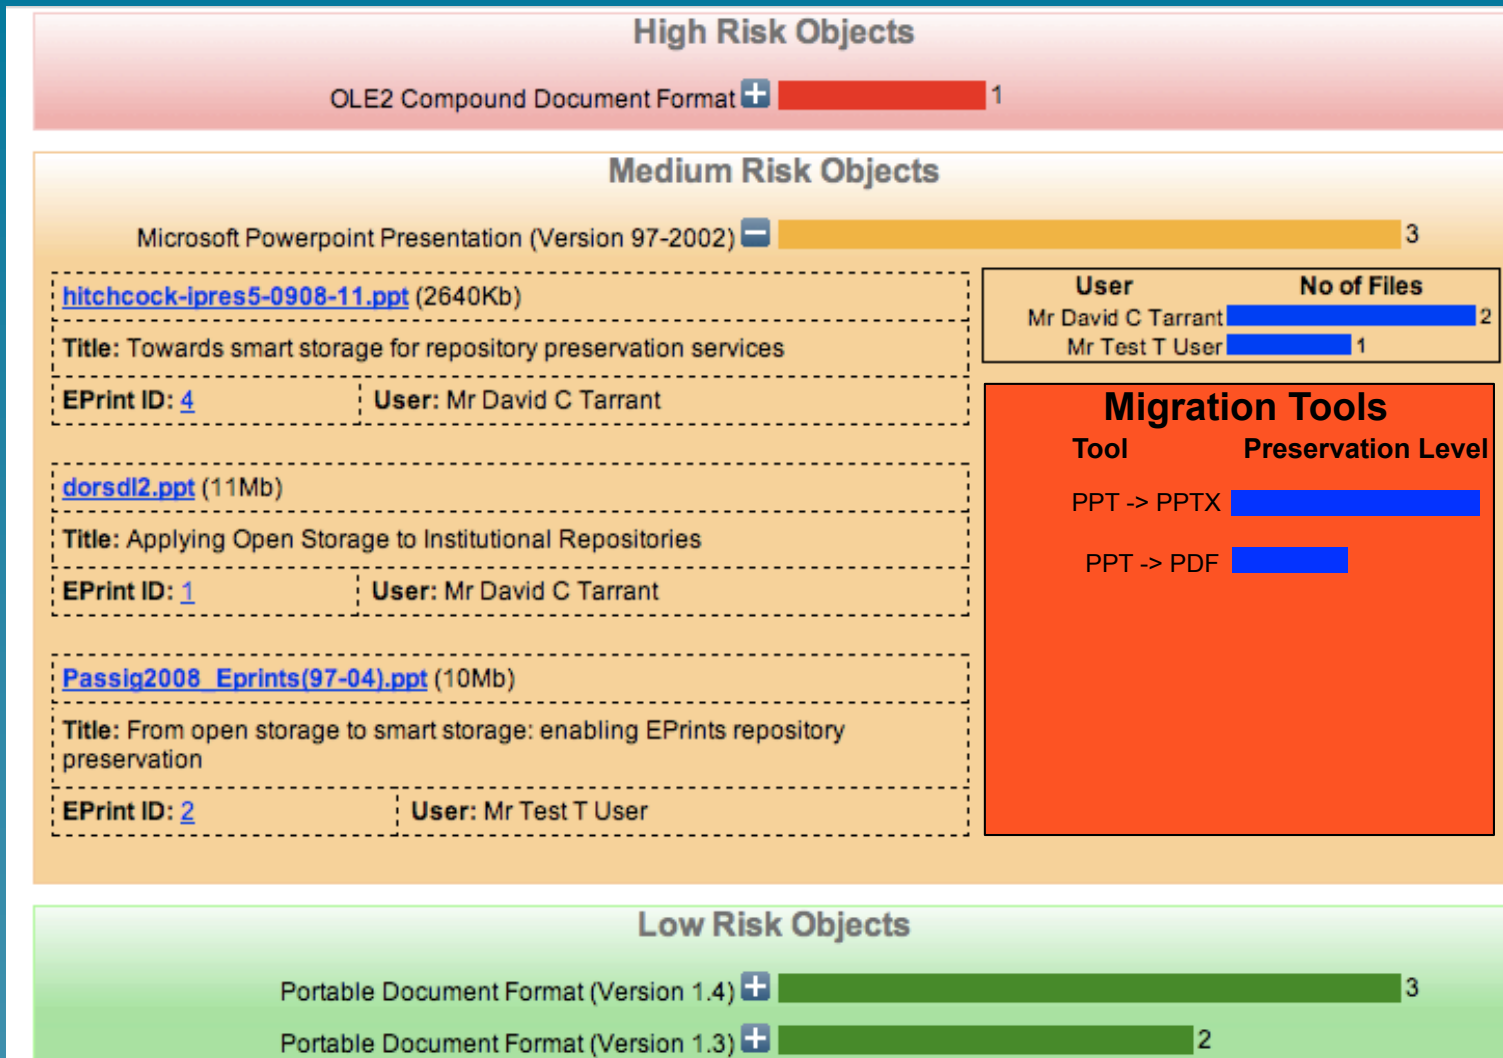 High Risk Objects
OLE2 Compound Document Format 1
Medium Risk Objects
Microsoft Powerpoint Presentation (Version 97-2002) 3
hitchcock-ipres5-0908-11.ppt (2640Kb)
Title: Towards smart storage for repository preservation services
EPrint ID: 4 User: Mr David C Tarrant
dorsdl2.ppt (11Mb)
Title: Applying Open Storage to Institutional Repositories
EPrint ID: 1 User: Mr David C Tarrant
Passig2008_Eprints(97-04).ppt (10Mb)
Title: From open storage to smart storage: enabling EPrints repository
preservation
EPrint ID: 2 User: Mr Test T User
User No of Files
Mr David C Tarrant 2
Mr Test T User 1
Migration Tools
Tool Preservation Level
PPT -> PPTX
PPT -> PDF
Low Risk Objects
Portable Document Format (Version 1.4) 3
Portable Document Format (Version 1.3) 2